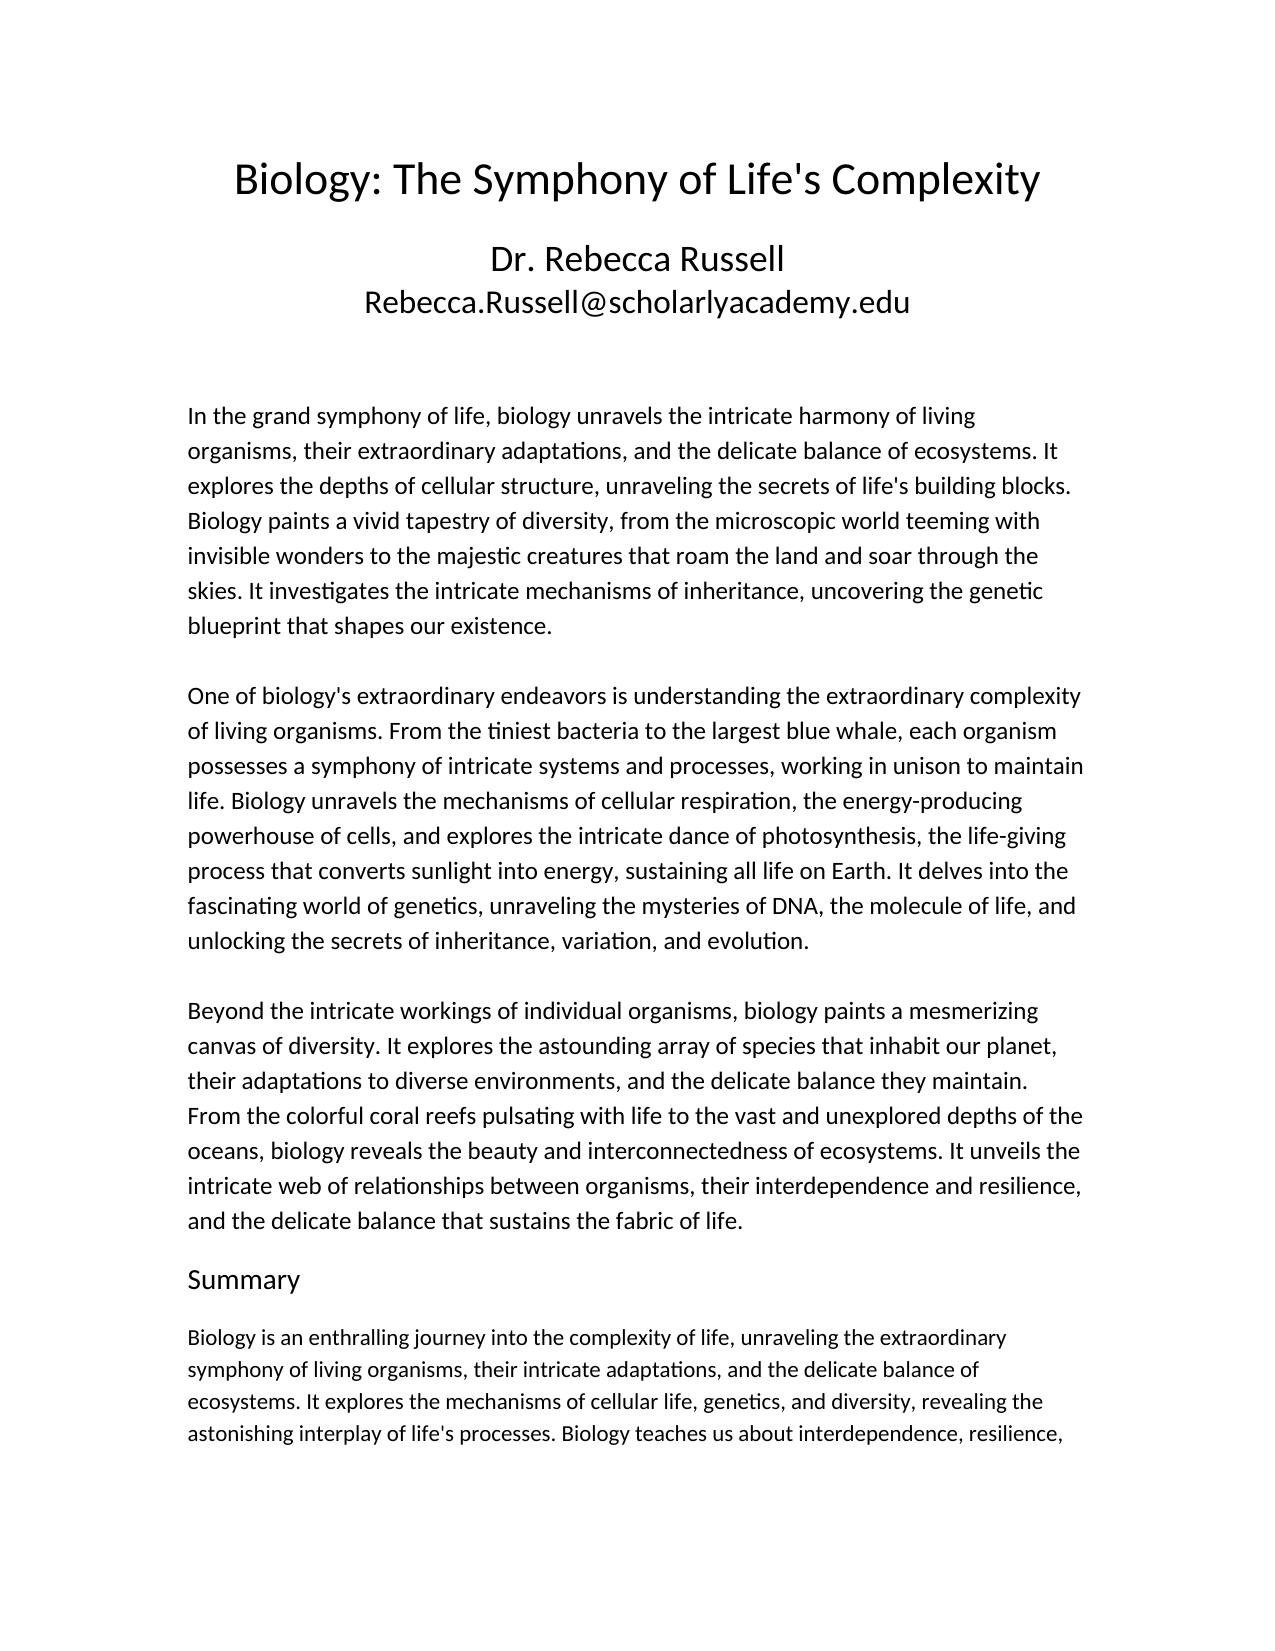 Biology: The Symphony of Life's Complexity
Dr. Rebecca Russell
Rebecca.Russell@scholarlyacademy.edu
In the grand symphony of life, biology unravels the intricate harmony of living
organisms, their extraordinary adaptations, and the delicate balance of ecosystems. It
explores the depths of cellular structure, unraveling the secrets of life's building blocks.
Biology paints a vivid tapestry of diversity, from the microscopic world teeming with
invisible wonders to the majestic creatures that roam the land and soar through the
skies. It investigates the intricate mechanisms of inheritance, uncovering the genetic
blueprint that shapes our existence.
One of biology's extraordinary endeavors is understanding the extraordinary complexity
of living organisms. From the tiniest bacteria to the largest blue whale, each organism
possesses a symphony of intricate systems and processes, working in unison to maintain
life. Biology unravels the mechanisms of cellular respiration, the energy-producing
powerhouse of cells, and explores the intricate dance of photosynthesis, the life-giving
process that converts sunlight into energy, sustaining all life on Earth. It delves into the
fascinating world of genetics, unraveling the mysteries of DNA, the molecule of life, and
unlocking the secrets of inheritance, variation, and evolution.
Beyond the intricate workings of individual organisms, biology paints a mesmerizing
canvas of diversity. It explores the astounding array of species that inhabit our planet,
their adaptations to diverse environments, and the delicate balance they maintain.
From the colorful coral reefs pulsating with life to the vast and unexplored depths of the
oceans, biology reveals the beauty and interconnectedness of ecosystems. It unveils the
intricate web of relationships between organisms, their interdependence and resilience,
and the delicate balance that sustains the fabric of life.
Summary
Biology is an enthralling journey into the complexity of life, unraveling the extraordinary
symphony of living organisms, their intricate adaptations, and the delicate balance of
ecosystems. It explores the mechanisms of cellular life, genetics, and diversity, revealing the
astonishing interplay of life's processes. Biology teaches us about interdependence, resilience,